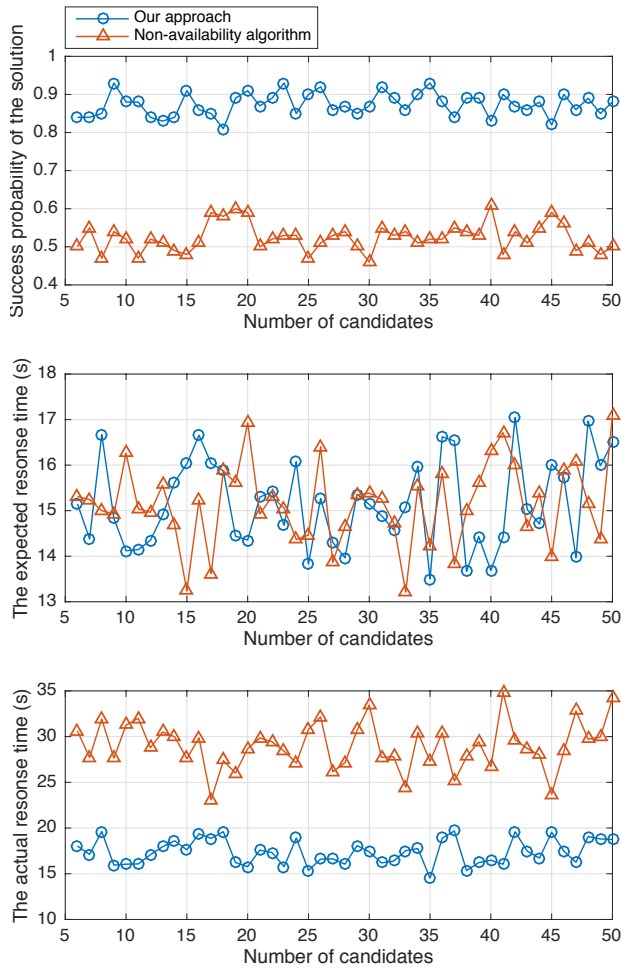 Our approach
Non-availability algorithm
Success probability of the solution
1
0.9
0.8
0.7
0.6
0.5
0.4
5 10 15 20 25 30 35 40 45 50
Number of candidates
The expected resonse time (s)
18
17
16
15
14
13
5 10 15 20 25 30 35 40 45 50
Number of candidates
The actual resonse time (s)
35
30
25
20
15
10
5 10 15 20 25 30 35 40 45 50
Number of candidates